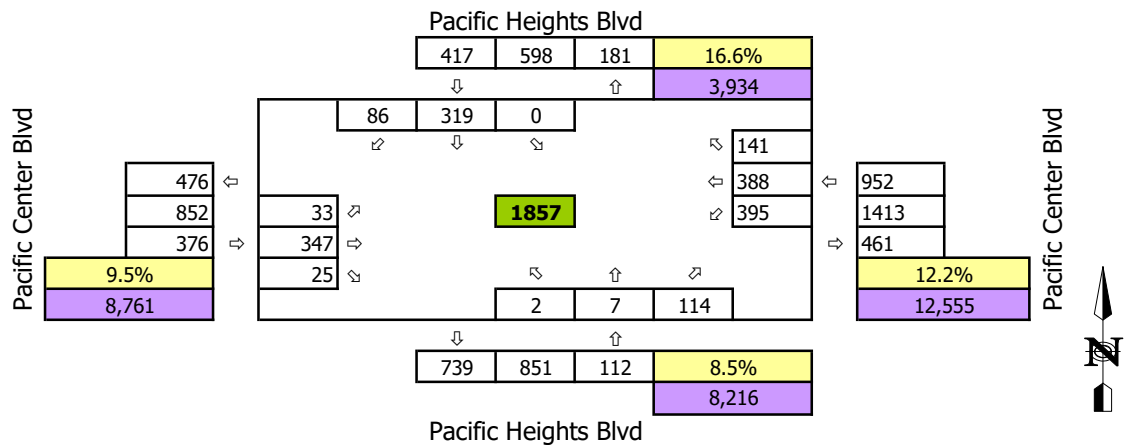 Pacific Heights Blvd
417 598 181 16.6%
3,934
86 319 0
141
476 388 952
852 33 1857 395 1413
376 347 461
9.5% 25 12.2%
8,761 2 7 114 12,555
739 851 112 8.5%
8,216
Pacific Heights Blvd
Pacific Center Blvd
Pacific Center Blvd
N